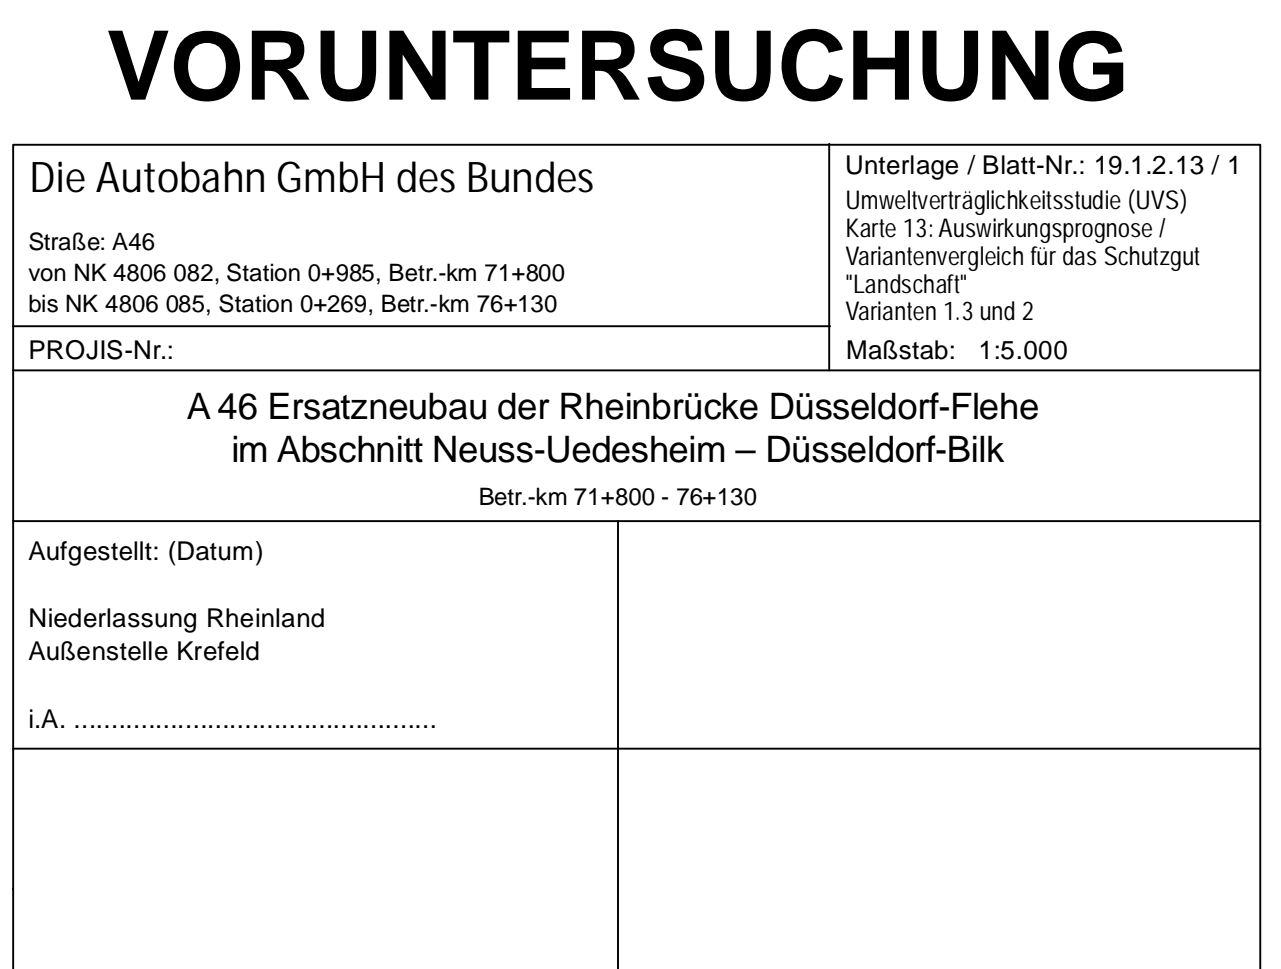 VORUNTERSUCHUNG
Die Autobahn GmbH des Bundes
Straße: A46
von NK 4806 082, Station 0+985, Betr.-km 71+800
bis NK 4806 085, Station 0+269, Betr.-km 76+130
PROJIS-Nr.:
Unterlage / Blatt-Nr.: 19.1.2.13 / 1
Umweltverträglichkeitsstudie (UVS)
Karte 13: Auswirkungsprognose /
Variantenvergleich für das Schutzgut
"Landschaft"
Varianten 1.3 und 2
Maßstab: 1:5.000
A 46 Ersatzneubau der Rheinbrücke Düsseldorf-Flehe
im Abschnitt Neuss-Uedesheim – Düsseldorf-Bilk
Betr.-km 71+800 - 76+130
Aufgestellt: (Datum)
Niederlassung Rheinland
Außenstelle Krefeld
i.A. .................................................